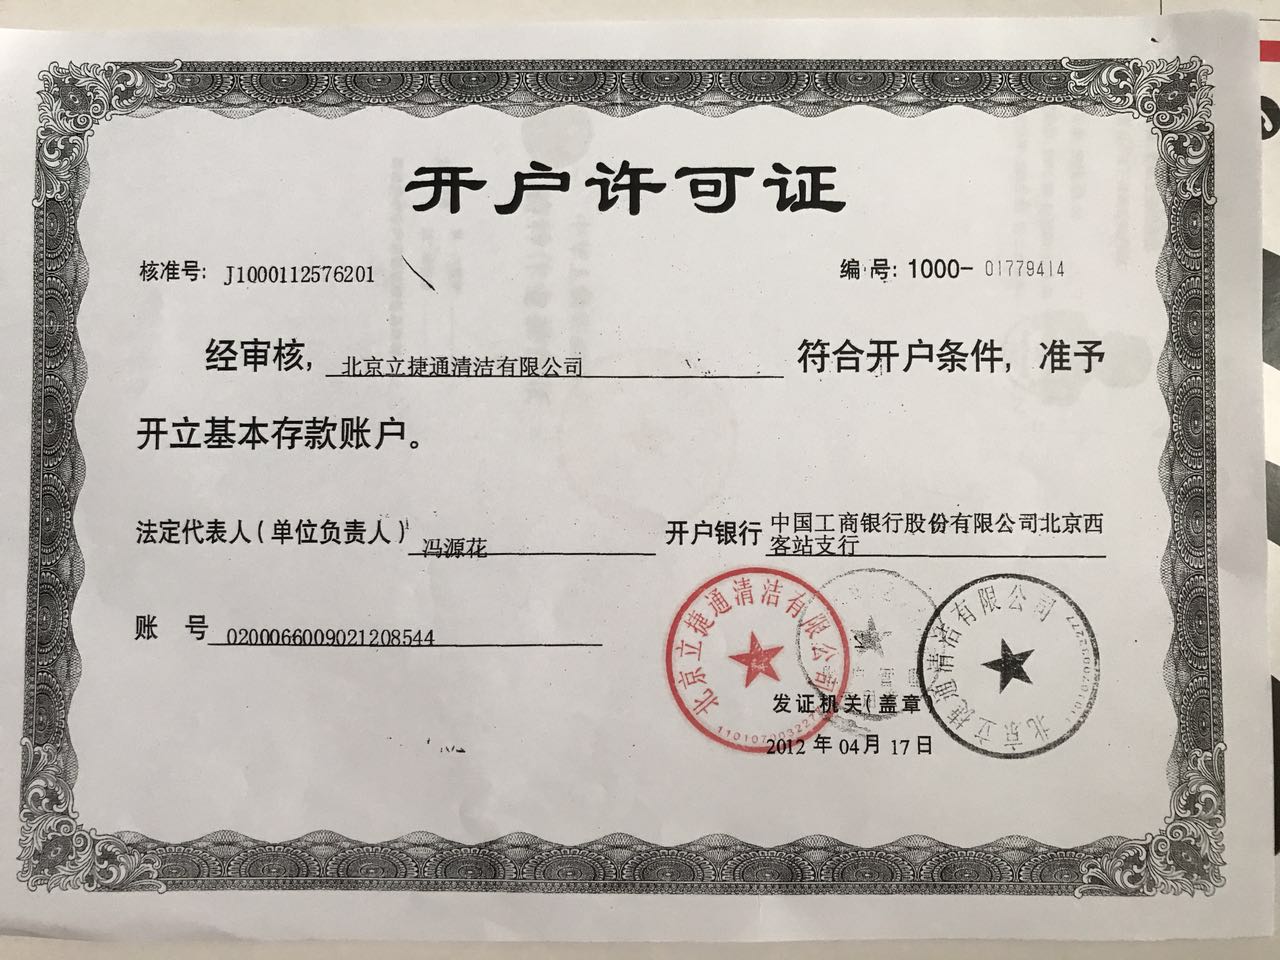 开户许可证
核准号: J1000112576201
编号: 1000- 01779414
经审核, 北京立捷通清洁有限公司 符合开户条件, 准予
开立基本存款账户。
法定代表人(单位负责人) 冯源花
开户银行 中国工商银行股份有限公司北京西
客站支行
账 号 0200066009021208544
北京立捷通清洁有限公司
北京立捷通清洁有限公司
发证机关(盖章)
2012 年 04 月 17 日